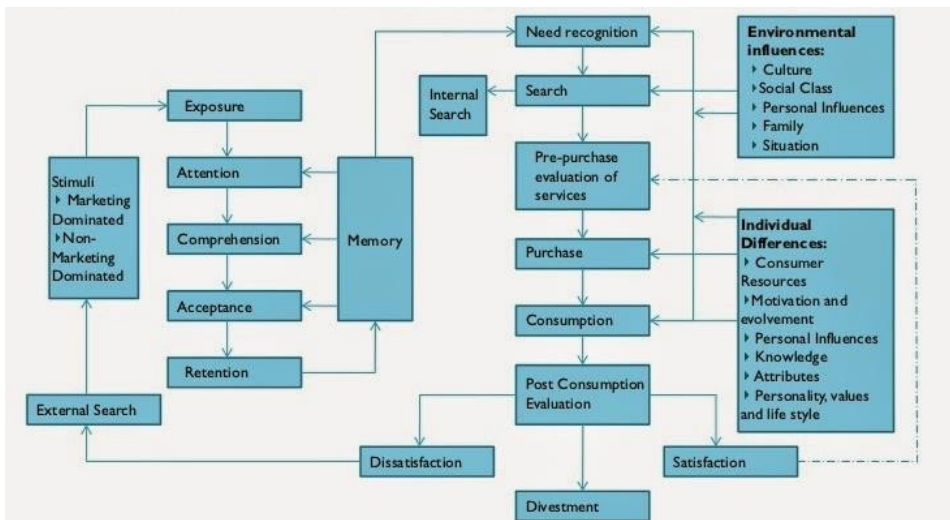 Need recognition
Search
Internal
Search
Pre-purchase
evaluation of
services
Purchase
Consumption
Post Consumption
Evaluation
Dissatisfaction
Satisfaction
Divestment
Exposure
Attention
Comprehension
Acceptance
Retention
Memory
Stimuli
Marketing
Dominated
Non-
Marketing
Dominated
External Search
Environmental
influences:
Culture
Social Class
Personal Influences
Family
Situation
Individual
Differences:
Consumer
Resources
Motivation and
evolvement
Personal Influences
Knowledge
Attributes
Personality, values
and life style